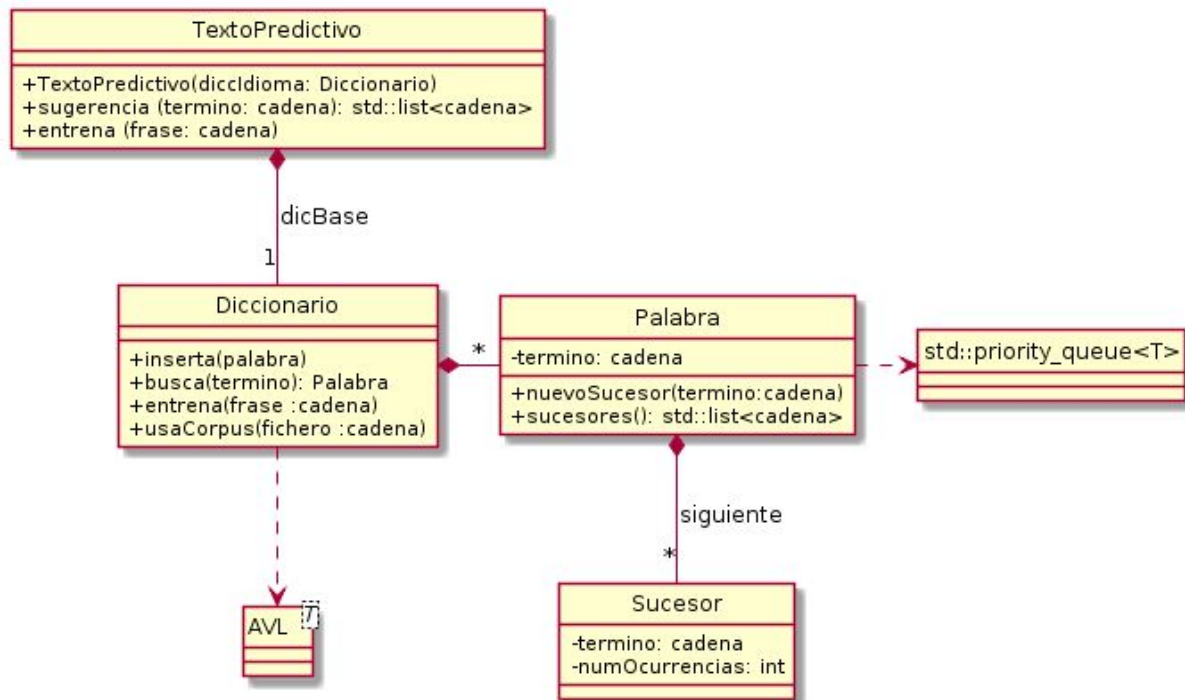 TextoPredictivo
+TextoPredictivo(diccIdioma: Diccionario)
+sugerencia (termino: cadena): std::list<cadena>
+entrena (frase: cadena)
dicBase
1
Diccionario
+inserta(palabra)
+busca(termino): Palabra
+entrena(frase :cadena)
+usaCorpus(fichero :cadena)
*
Palabra
-termino: cadena
+nuevoSucesor(termino:cadena)
+sucesores(): std::list<cadena>
std::priority_queue<T>
siguiente
*
AVL
T
Sucesor
-termino: cadena
-numOcurrencias: int